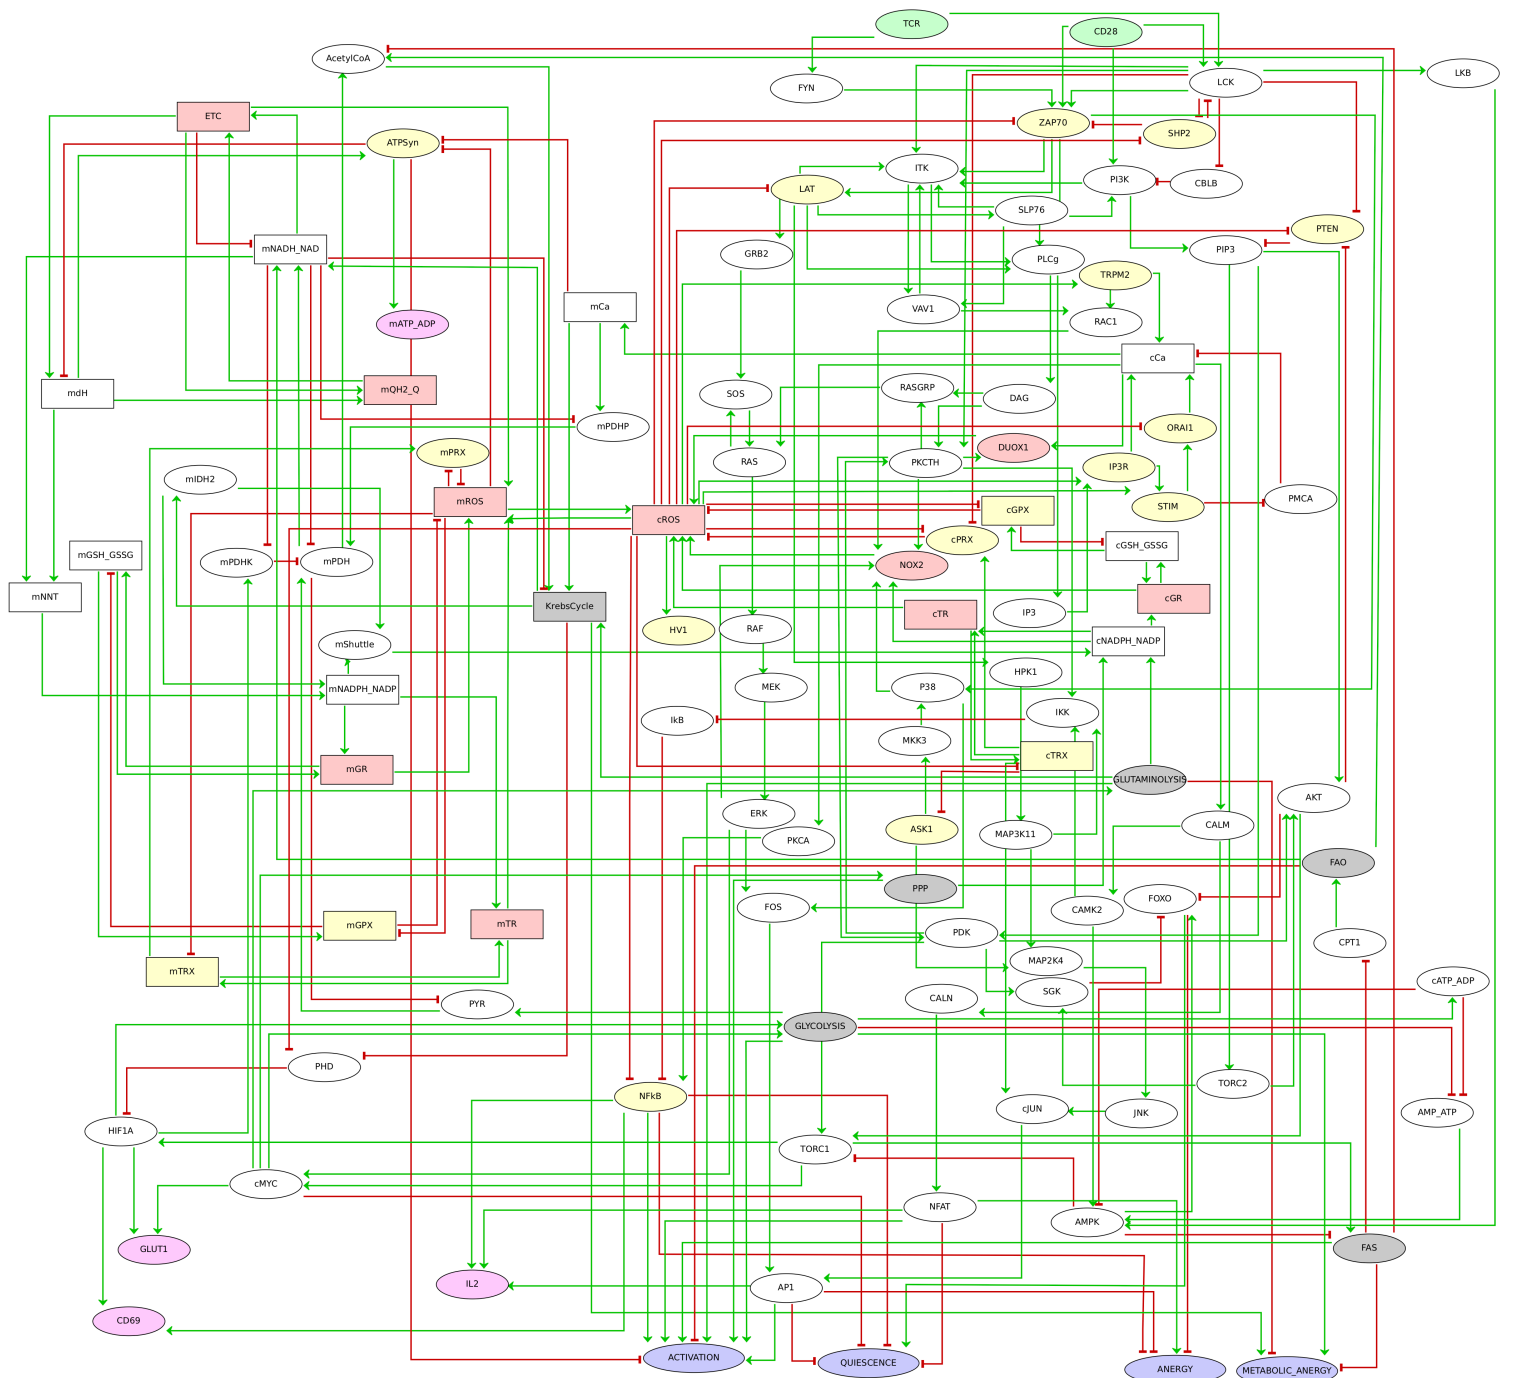 TCR
CD28
AcetylCoA
LKB
LCK
FYN
ETC
ZAP70
SHP2
ATPSyn
ITK
PI3K
CBLB
LAT
SLP76
PTEN
mNADH_NAD
GRB2
PIP3
PLCg
TRPM2
mCa
VAV1
RAC1
mATP_ADP
cCa
mdH
mQH2_Q
SOS
RASGRP
DAG
mPDHP
ORAI1
DUOX1
mPRX
RAS
PKCTH
IP3R
mIDH2
mROS
PMCA
STIM
cGPX
cROS
cPRX
cGSH_GSSG
mGSH_GSSG
mPDHK
mPDH
NOX2
mNNT
KrebsCycle
cGR
cTR
IP3
HV1
RAF
cNADPH_NADP
mShuttle
HPK1
mNADPH_NADP
MEK
P38
IKK
IkB
MKK3
cTRX
mGR
GLUTAMINOLYSIS
AKT
ERK
CALM
ASK1
MAP3K11
PKCA
FAO
PPP
FOXO
FOS
CAMK2
mGPX
mTR
PDK
CPT1
MAP2K4
mTRX
cATP_ADP
SGK
CALN
PYR
GLYCOLYSIS
PHD
TORC2
NFkB
cJUN
JNK
AMP_ATP
HIF1A
TORC1
cMYC
NFAT
AMPK
GLUT1
FAS
IL2
AP1
CD69
ACTIVATION
QUIESCENCE
ANERGY
METABOLIC_ANERGY